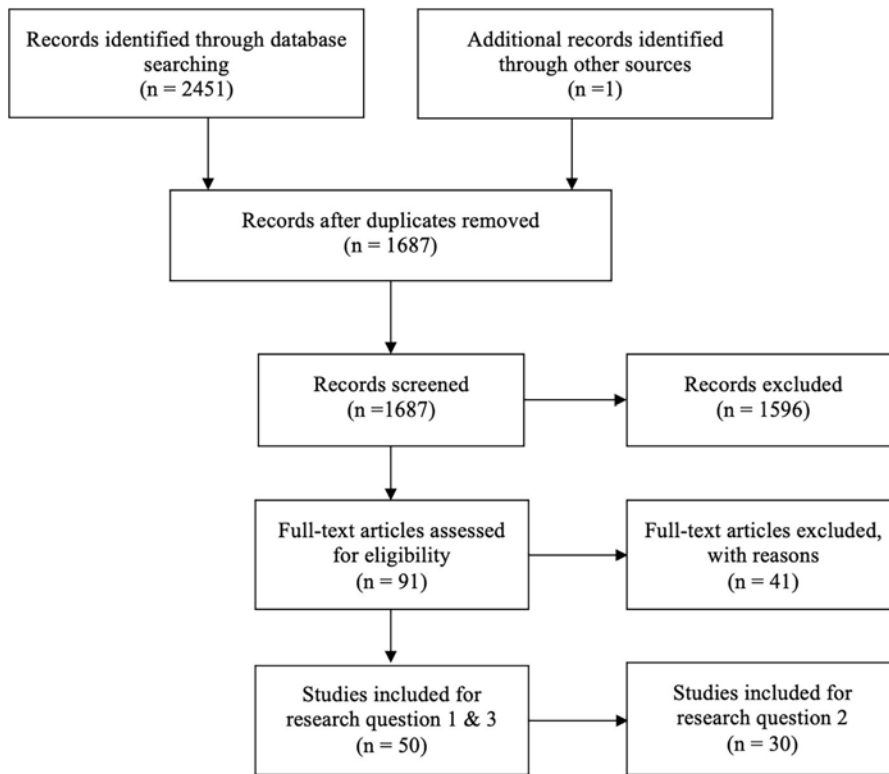 Records identified through database
searching
(n = 2451)
Additional records identified
through other sources
(n =1)
Records after duplicates removed
(n = 1687)
Records screened
(n =1687)
Records excluded
(n = 1596)
Full-text articles assessed
for eligibility
(n = 91)
Full-text articles excluded,
with reasons
(n = 41)
Studies included for
research question 1 & 3
(n = 50)
Studies included for
research question 2
(n = 30)